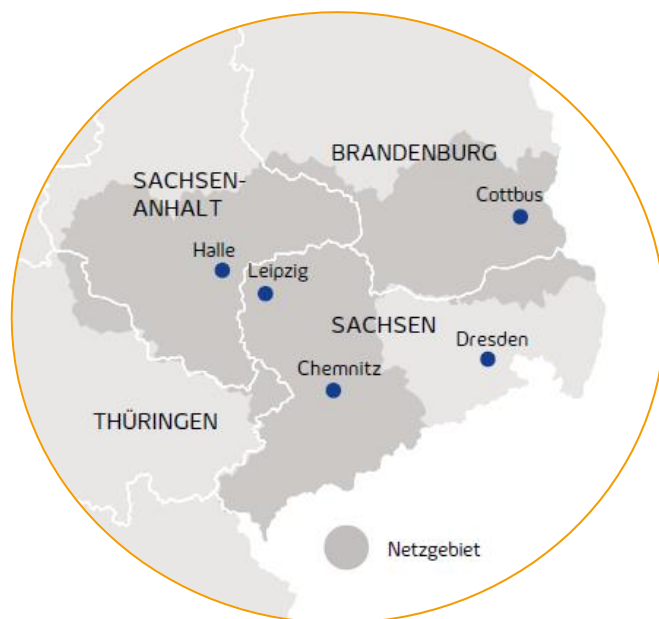 BRANDENBURG
SACHSEN-
ANHALT
Cottbus
Halle
Leipzig
SACHSEN
Dresden
Chemnitz
THÜRINGEN
Netzgebiet